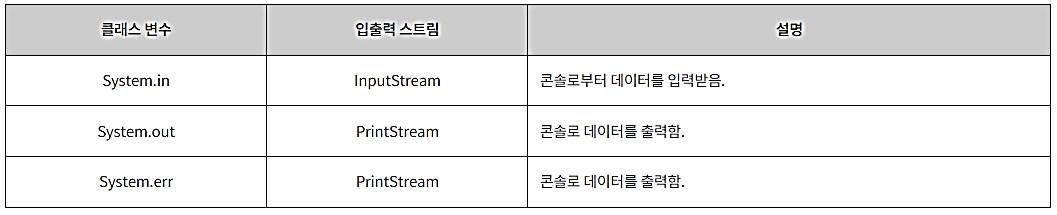 클래스 변수 입출력 스트림 설명
System.in InputStream 콘솔로부터 데이터를 입력받음.
System.out PrintStream 콘솔로 데이터를 출력함.
System.err PrintStream 콘솔로 데이터를 출력함.